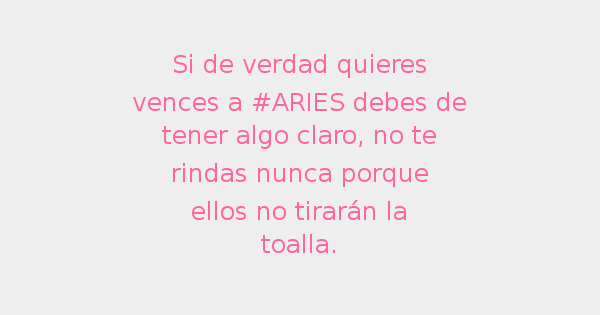 Si de verdad quieres
vences a #ARIES debes de
tener algo claro, no te
rindas nunca porque
ellos no tirarán la
toalla.